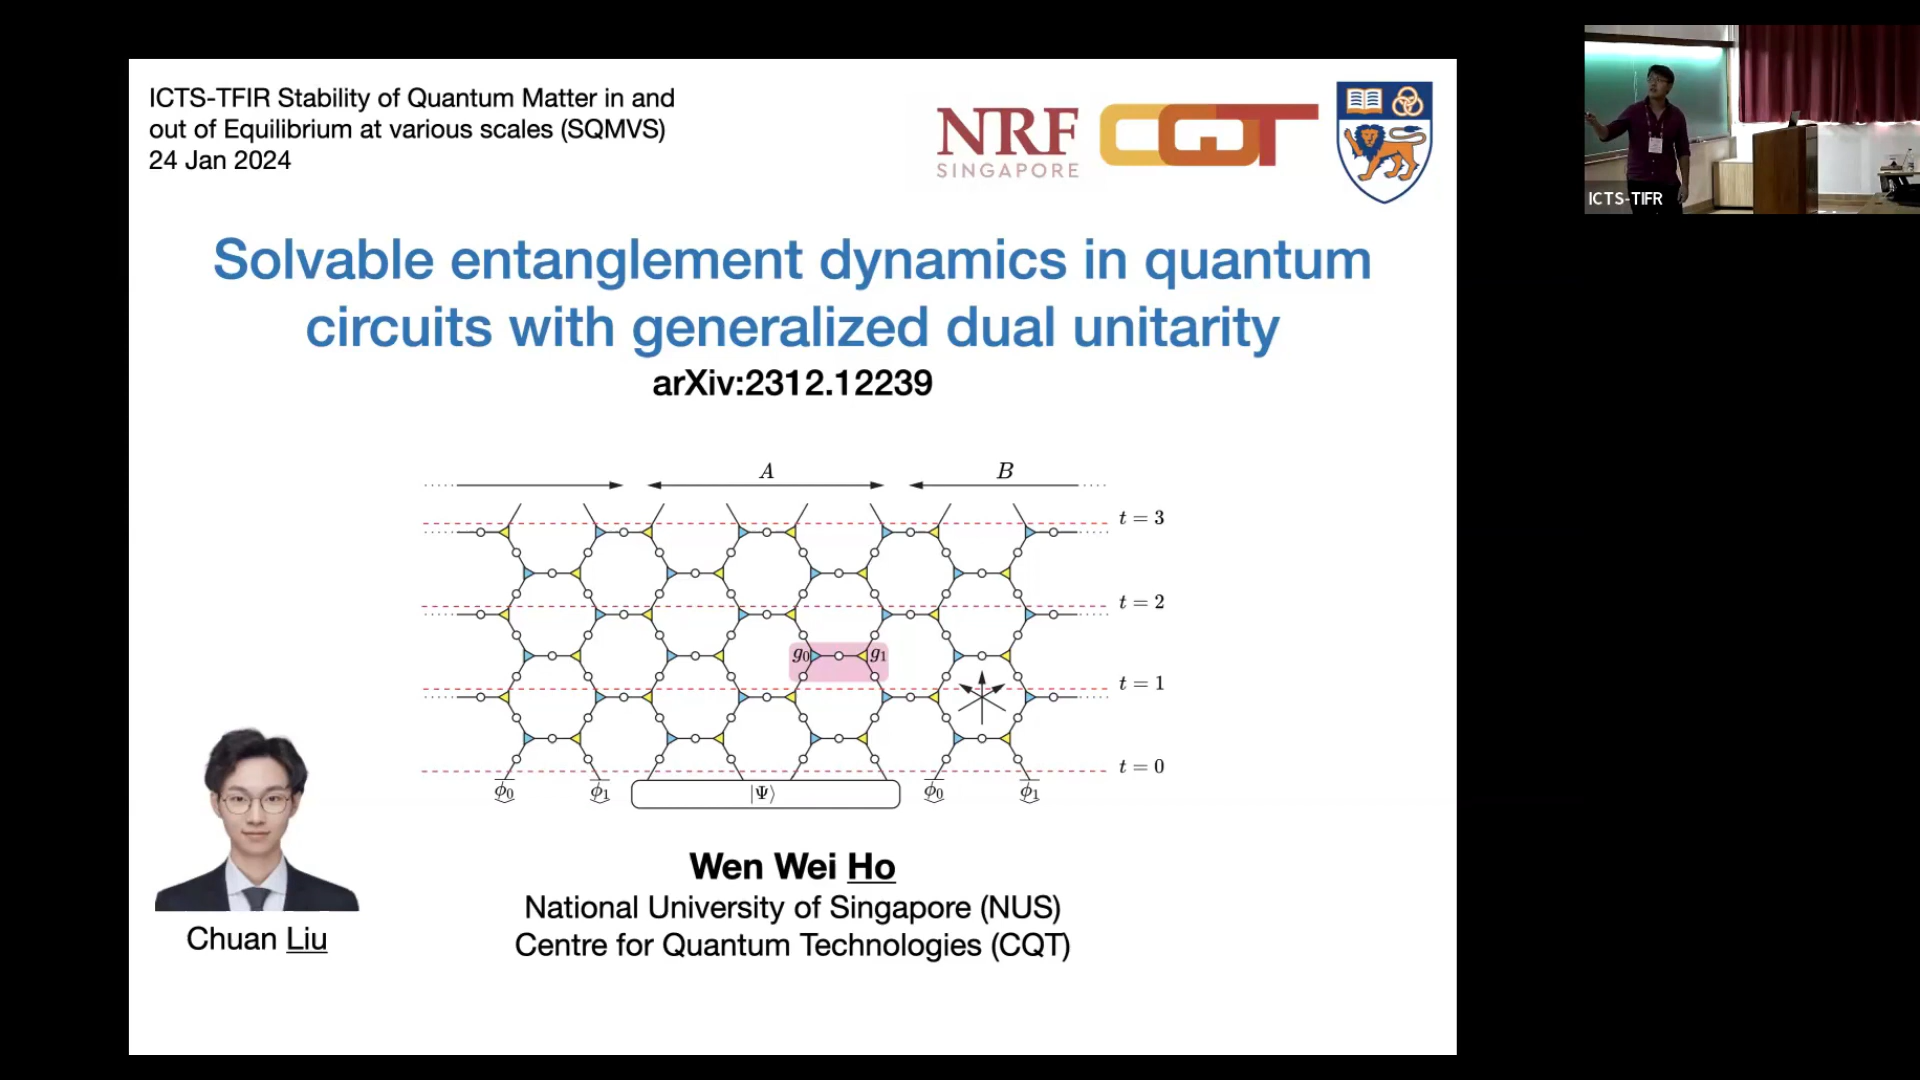 ICTS-TFIR Stability of Quantum Matter in and
out of Equilibrium at various scales (SQMVS)
24 Jan 2024
NRF
SINGAPORE
CQT
ICTS-TIFR
Solvable entanglement dynamics in quantum
circuits with generalized dual unitarity
arXiv:2312.12239
A
B
t = 3
t = 2
g₀
g₁
t = 1
t = 0
ϕ₀
ϕ₁
|Ψ⟩
ϕ₀
ϕ₁
Wen Wei Ho
National University of Singapore (NUS)
Centre for Quantum Technologies (CQT)
Chuan Liu